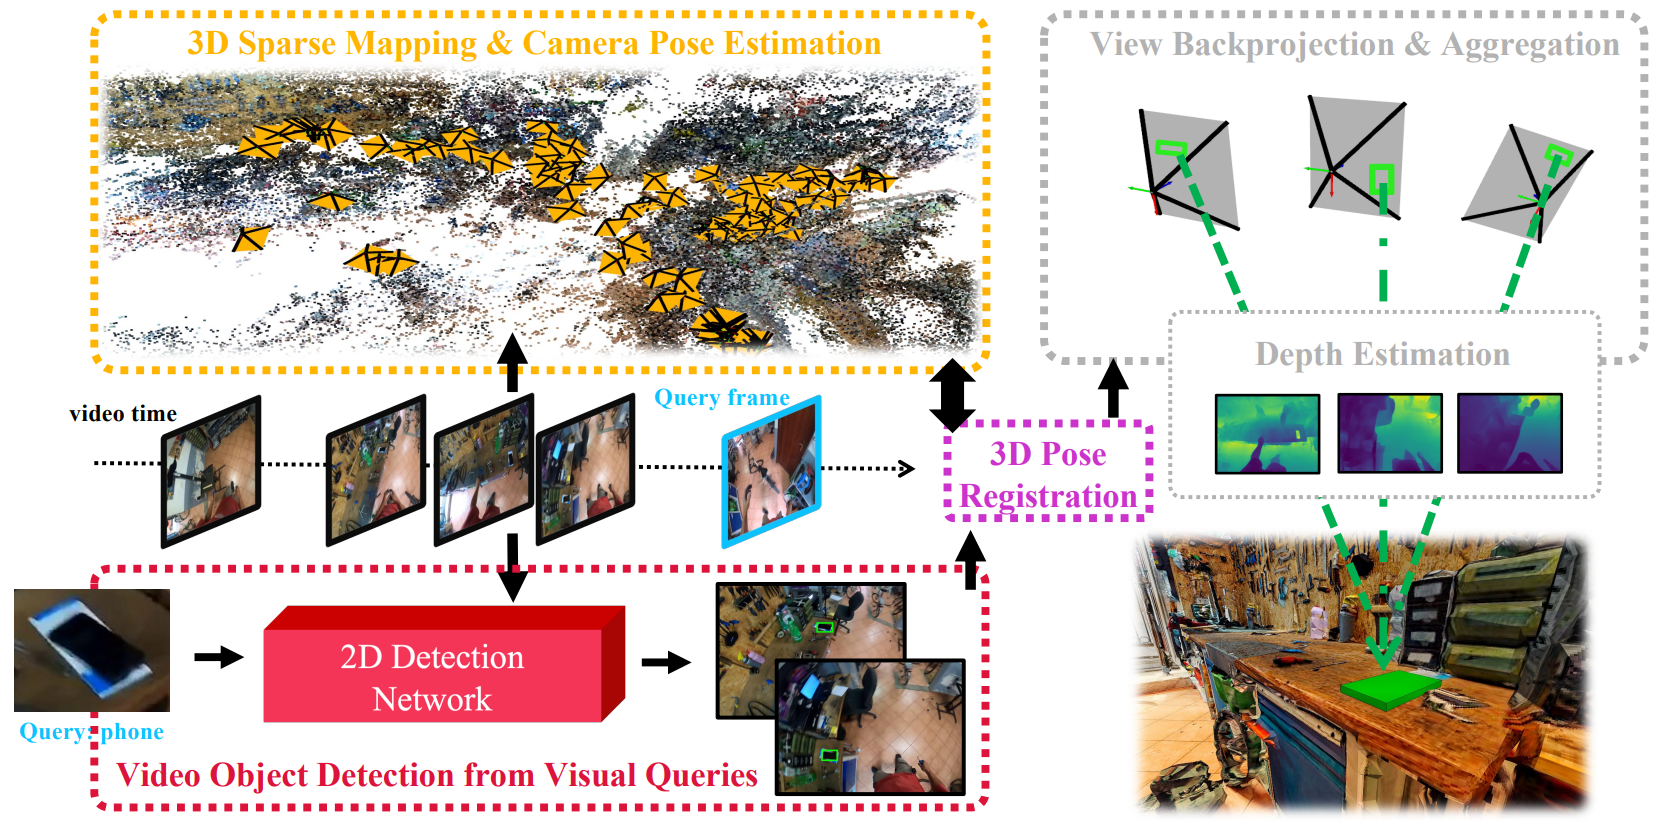 3D Sparse Mapping & Camera Pose Estimation
View Backprojection & Aggregation
Depth Estimation
video time
Query frame
3D Pose
Registration
2D Detection
Network
Query: phone
Video Object Detection from Visual Queries